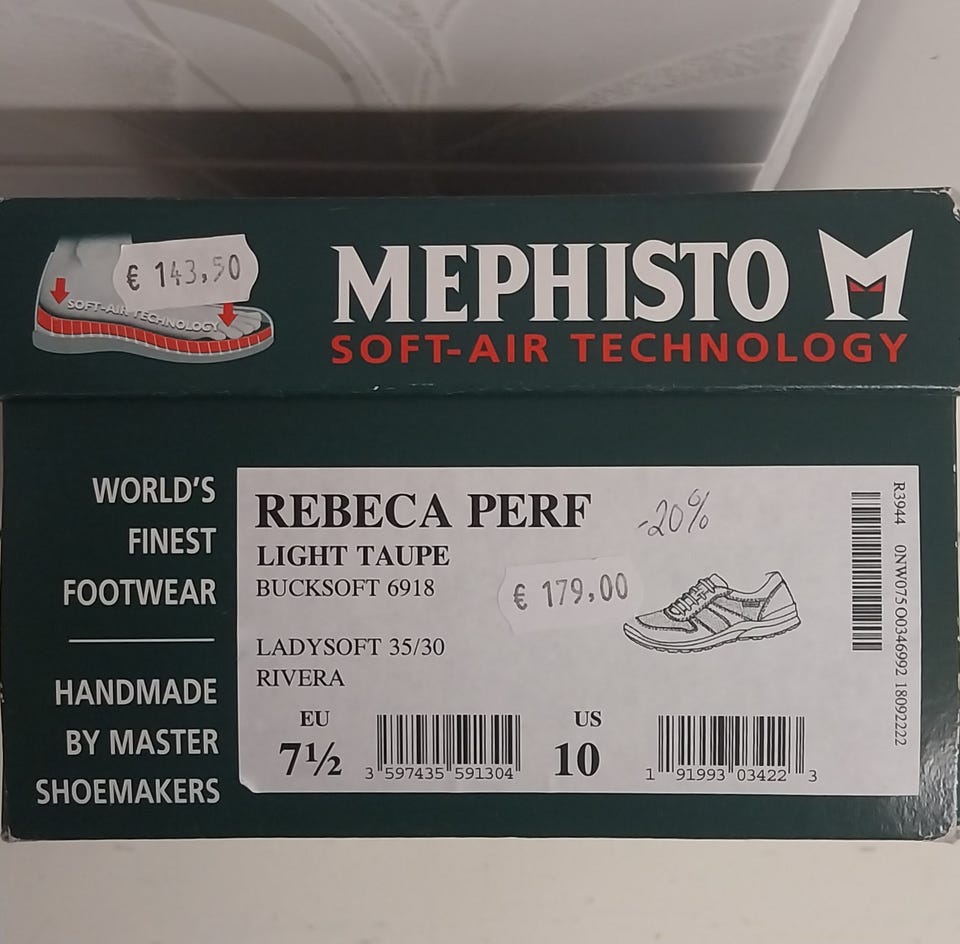 € 143,50
SOFT-AIR TECHNOLOGY
MEPHISTO
SOFT-AIR TECHNOLOGY
WORLD'S
FINEST
FOOTWEAR
HANDMADE
BY MASTER
SHOEMAKERS
REBECA PERF
-20%
LIGHT TAUPE
BUCKSOFT 6918
€ 179,00
LADYSOFT 35/30
RIVERA
EU
7½
3 597435 591304
US
10
1 91993 03422 3
R3944 0NW075 O0346992 18092222